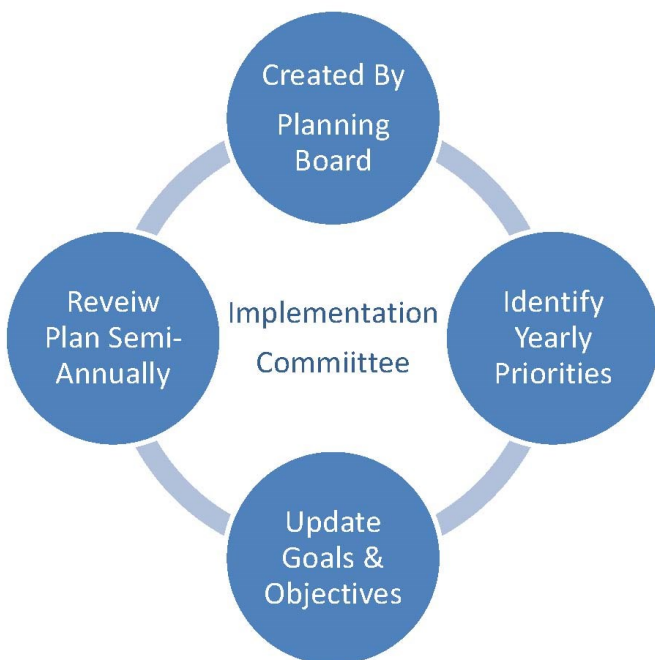 Created By
Planning
Board
Reveiw
Plan Semi-
Annually
Implementation
Commiittee
Identify
Yearly
Priorities
Update
Goals &
Objectives